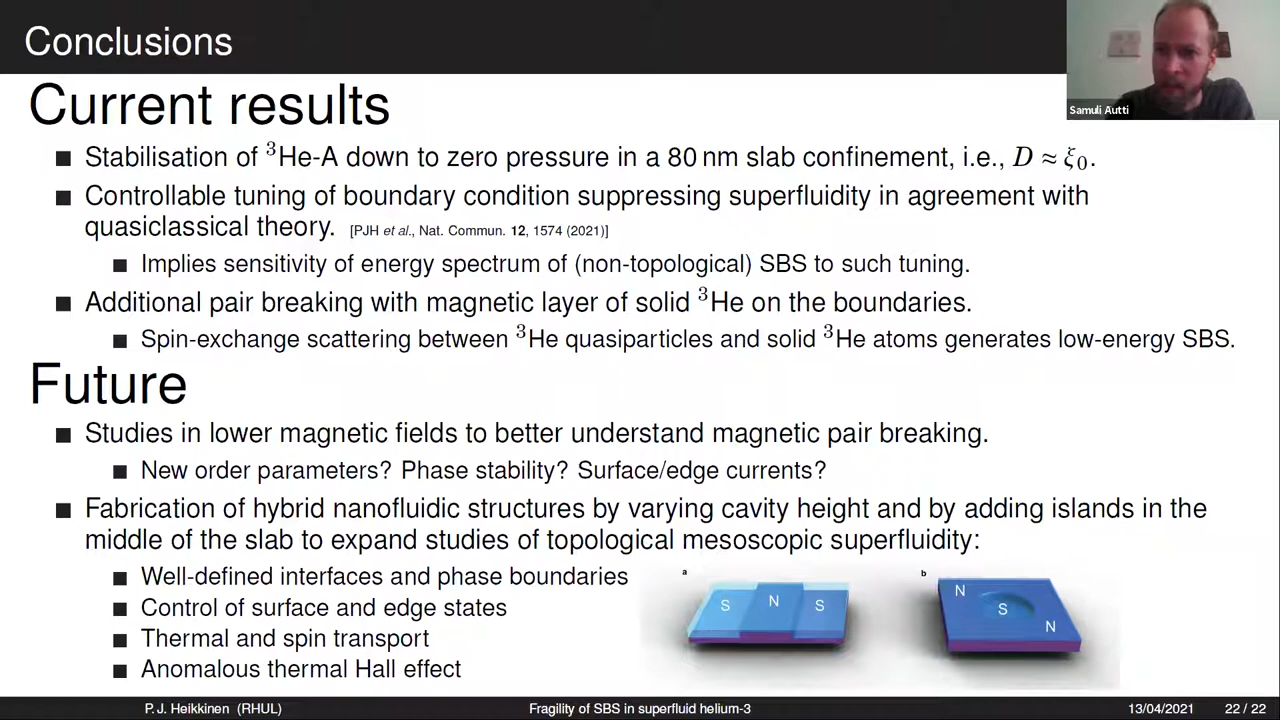 Conclusions
Samuli Autti
Current results
Stabilisation of ³He-A down to zero pressure in a 80 nm slab confinement, i.e., D ≈ ξ₀.
Controllable tuning of boundary condition suppressing superfluidity in agreement with
quasiclassical theory. [PJH et al., Nat. Commun. 12, 1574 (2021)]
Implies sensitivity of energy spectrum of (non-topological) SBS to such tuning.
Additional pair breaking with magnetic layer of solid ³He on the boundaries.
Spin-exchange scattering between ³He quasiparticles and solid ³He atoms generates low-energy SBS.
Future
Studies in lower magnetic fields to better understand magnetic pair breaking.
New order parameters? Phase stability? Surface/edge currents?
Fabrication of hybrid nanofluidic structures by varying cavity height and by adding islands in the
middle of the slab to expand studies of topological mesoscopic superfluidity:
Well-defined interfaces and phase boundaries
Control of surface and edge states
Thermal and spin transport
Anomalous thermal Hall effect
a
S N S
b
N
S
N
P. J. Heikkinen (RHUL) Fragility of SBS in superfluid helium-3 13/04/2021 22 / 22